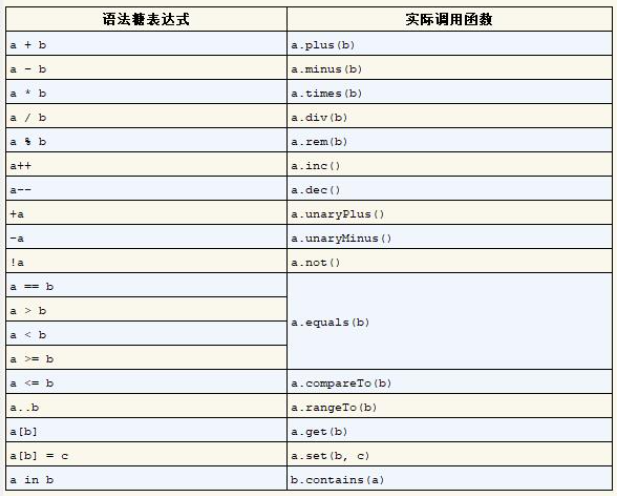 语法糖表达式 实际调用函数
a + b a.plus(b)
a - b a.minus(b)
a * b a.times(b)
a / b a.div(b)
a % b a.rem(b)
a++ a.inc()
a-- a.dec()
+a a.unaryPlus()
-a a.unaryMinus()
!a a.not()
a == b
a > b
a.equals(b)
a < b
a >= b
a <= b a.compareTo(b)
a..b a.rangeTo(b)
a[b] a.get(b)
a[b] = c a.set(b, c)
a in b b.contains(a)